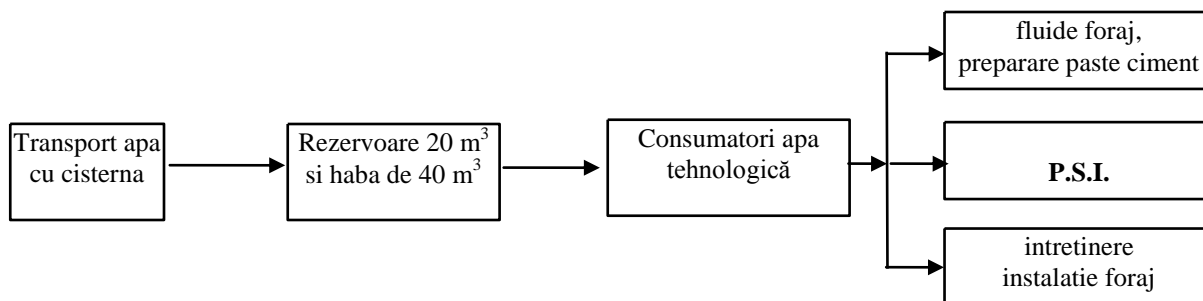 Transport apa
cu cisterna
Rezervoare 20 m³
si haba de 40 m³
Consumatori apa
tehnologică
fluide foraj,
preparare paste ciment
P.S.I.
intretinere
instalatie foraj